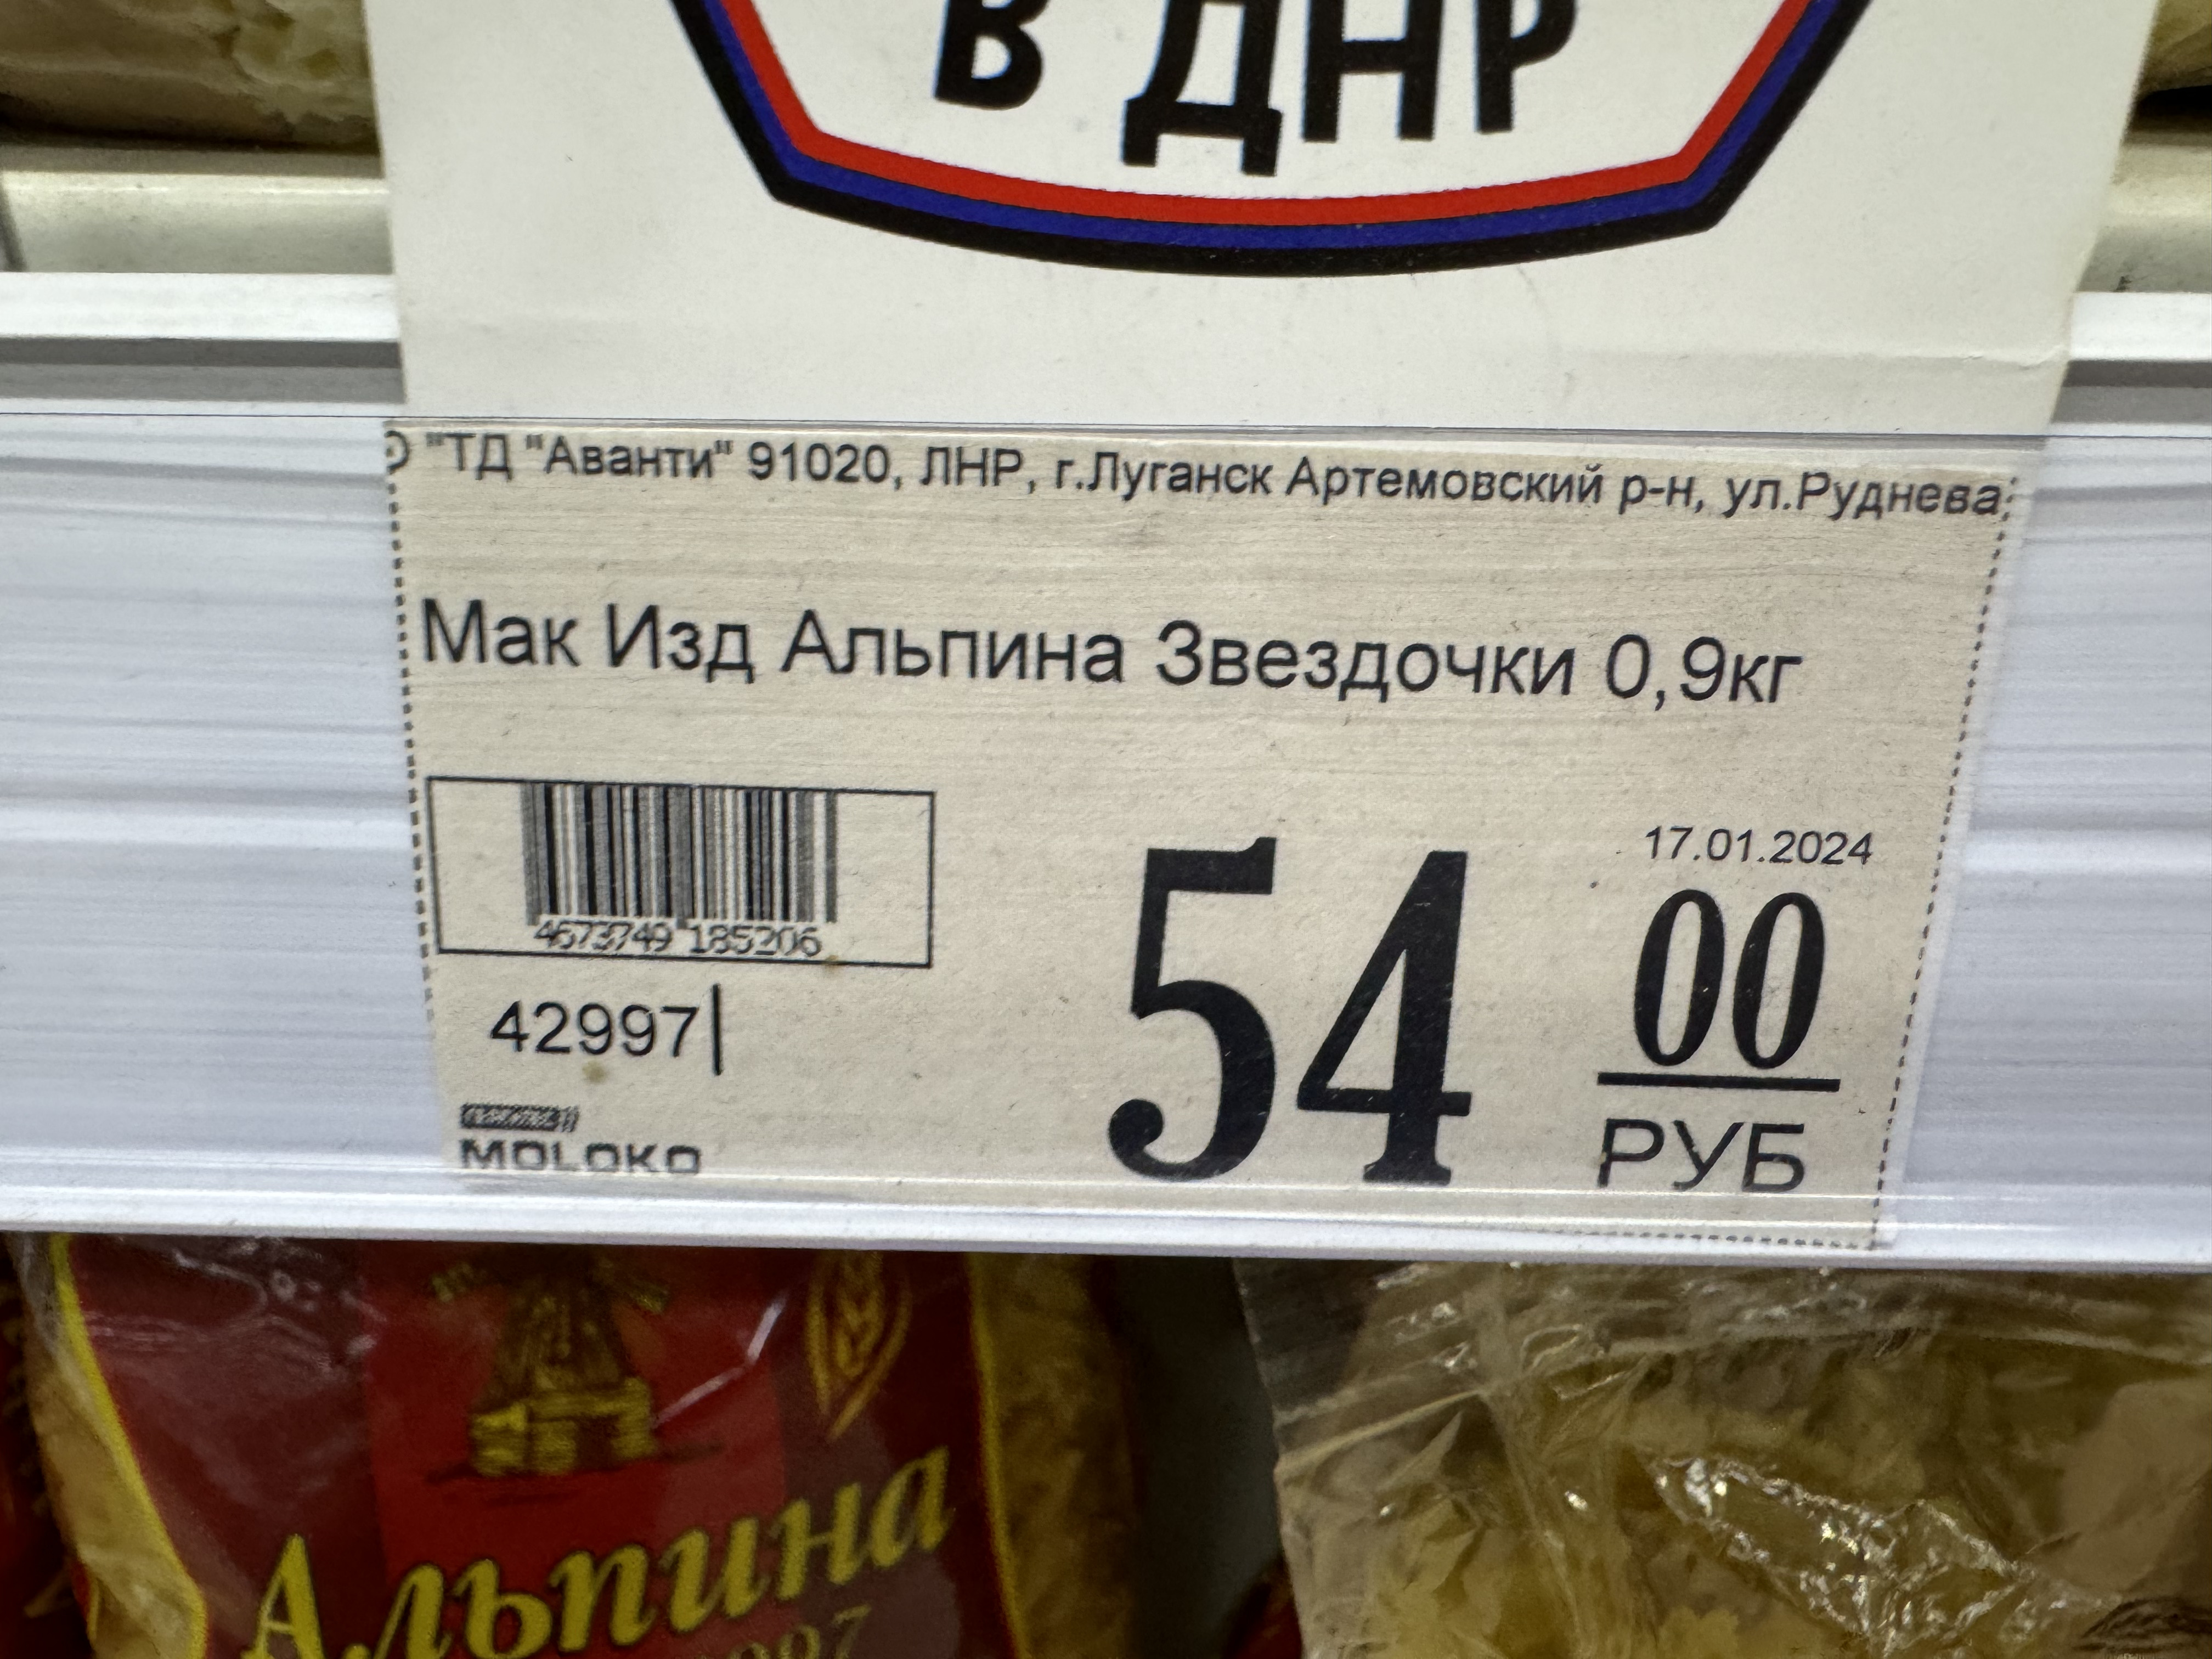 В ДНР
"ТД "Аванти" 91020, ЛНР, г.Луганск Артемовский р-н, ул.Руднева
Мак Изд Альпина Звездочки 0,9кг
17.01.2024
4673749 185206
54 00
РУБ
42997
MOLOKO
Альпина